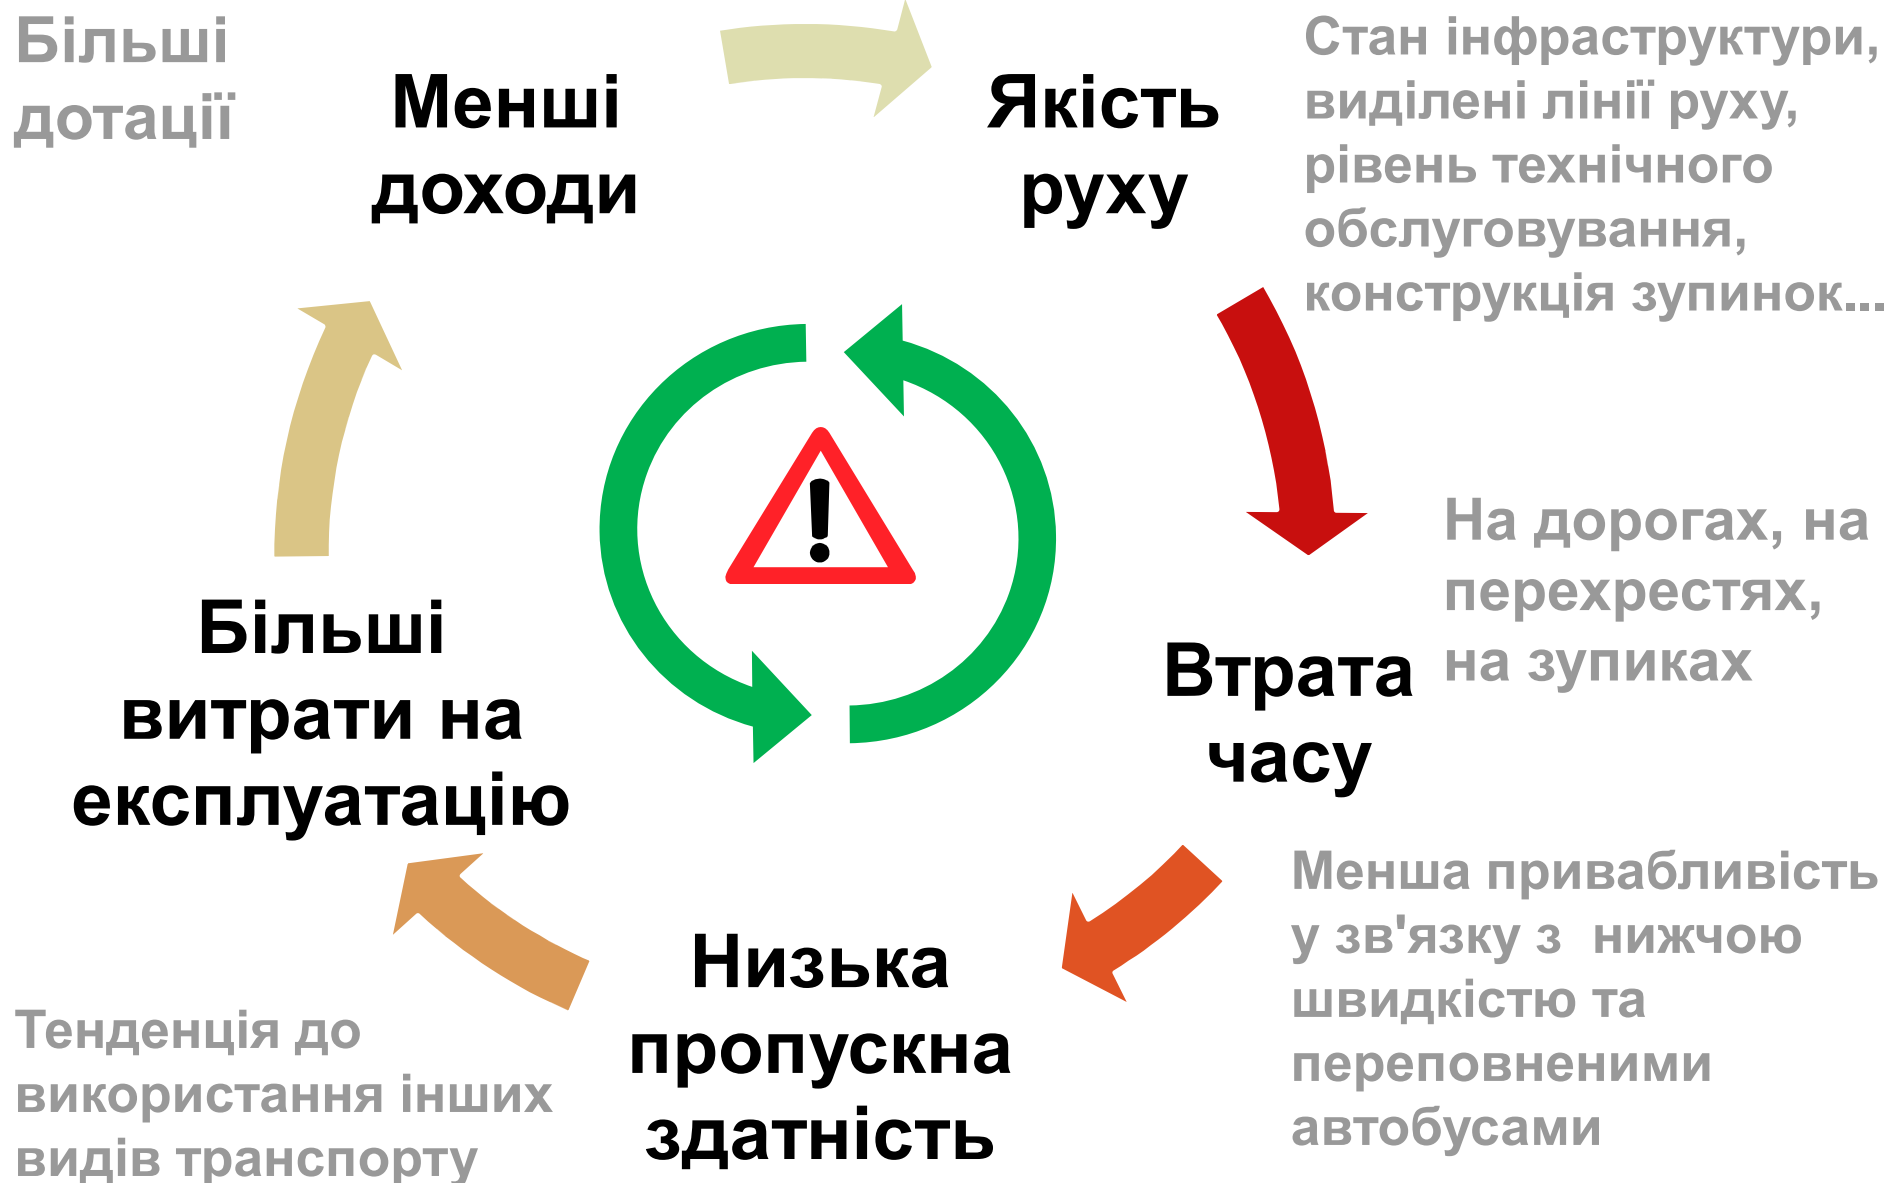 Більші
дотації
Менші
доходи
Якість
руху
Стан інфраструктури,
виділені лінії руху,
рівень технічного
обслуговування,
конструкція зупинок...
На дорогах, на
перехрестях,
на зупиках
Втрата
часу
Більші
витрати на
експлуатацію
Менша привабливість
у зв'язку з  нижчою
швидкістю та
переповненими
автобусами
Низька
пропускна
здатність
Тенденція до
використання інших
видів транспорту